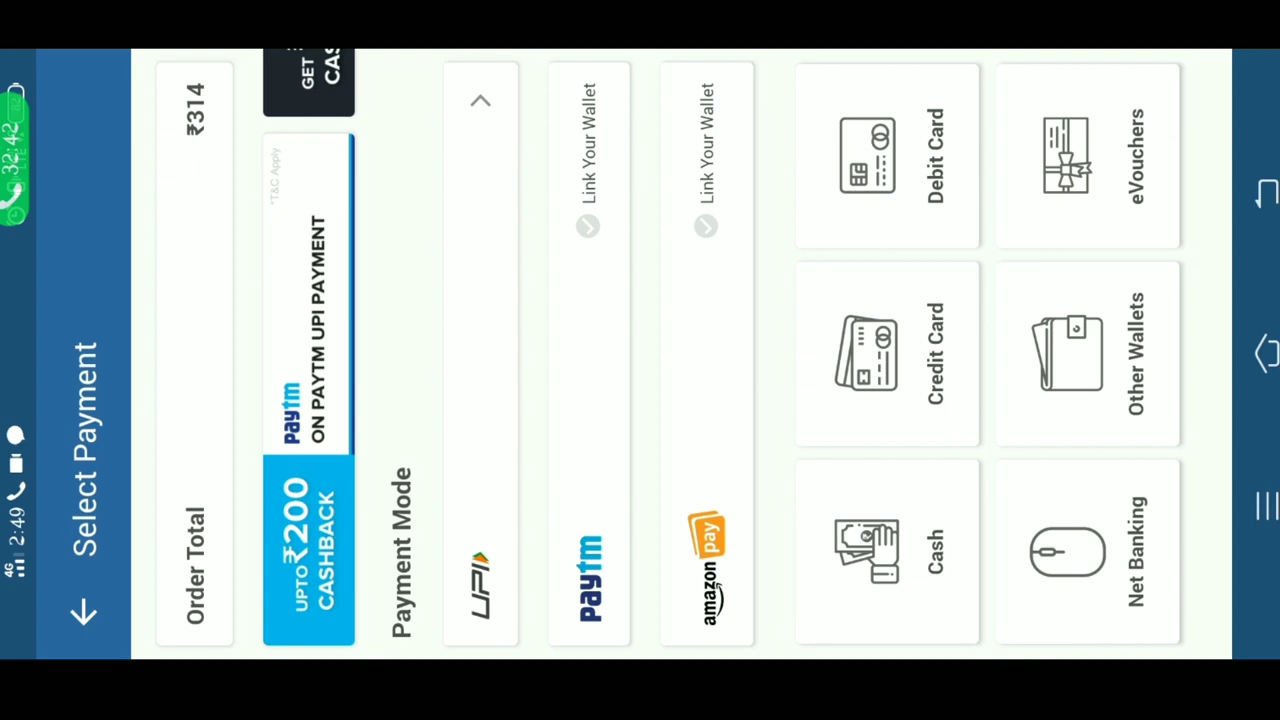 4G 2:49 32:42
Select Payment
Order Total ₹314
UPTO ₹200
CASHBACK
paytm
ON PAYTM UPI PAYMENT
*T&C Apply
GET
CAS
Payment Mode
UPI
paytm Link Your Wallet
amazon pay Link Your Wallet
Cash Credit Card Debit Card
Net Banking Other Wallets eVouchers